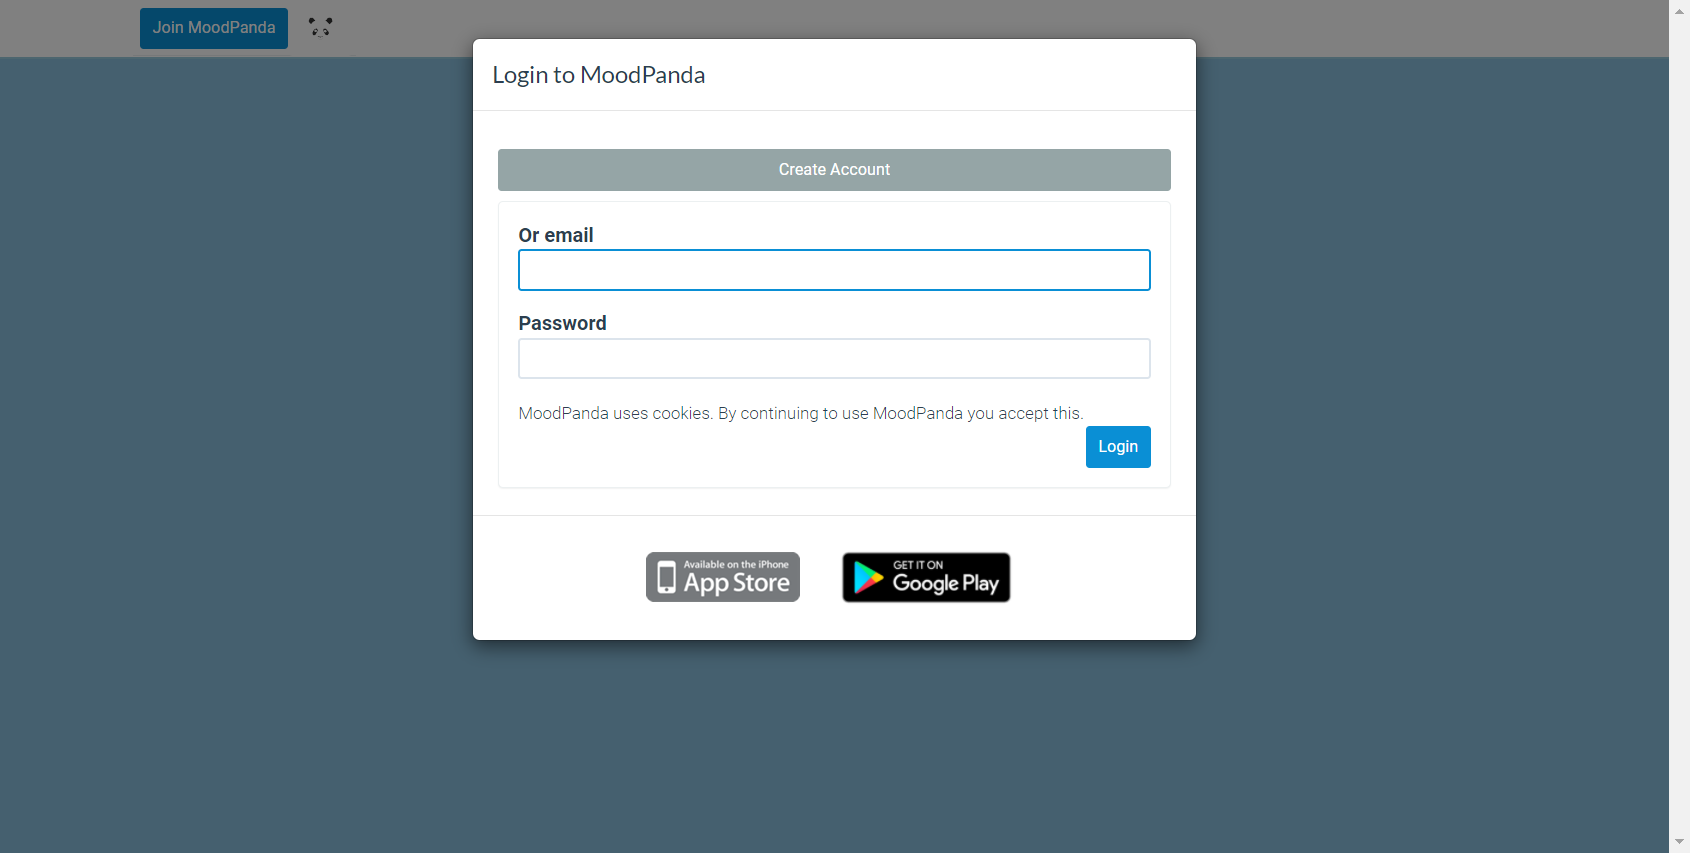 Join MoodPanda
Login to MoodPanda
Create Account
Or email
Password
MoodPanda uses cookies. By continuing to use MoodPanda you accept this.
Login
Available on the iPhone
App Store
GET IT ON
Google Play